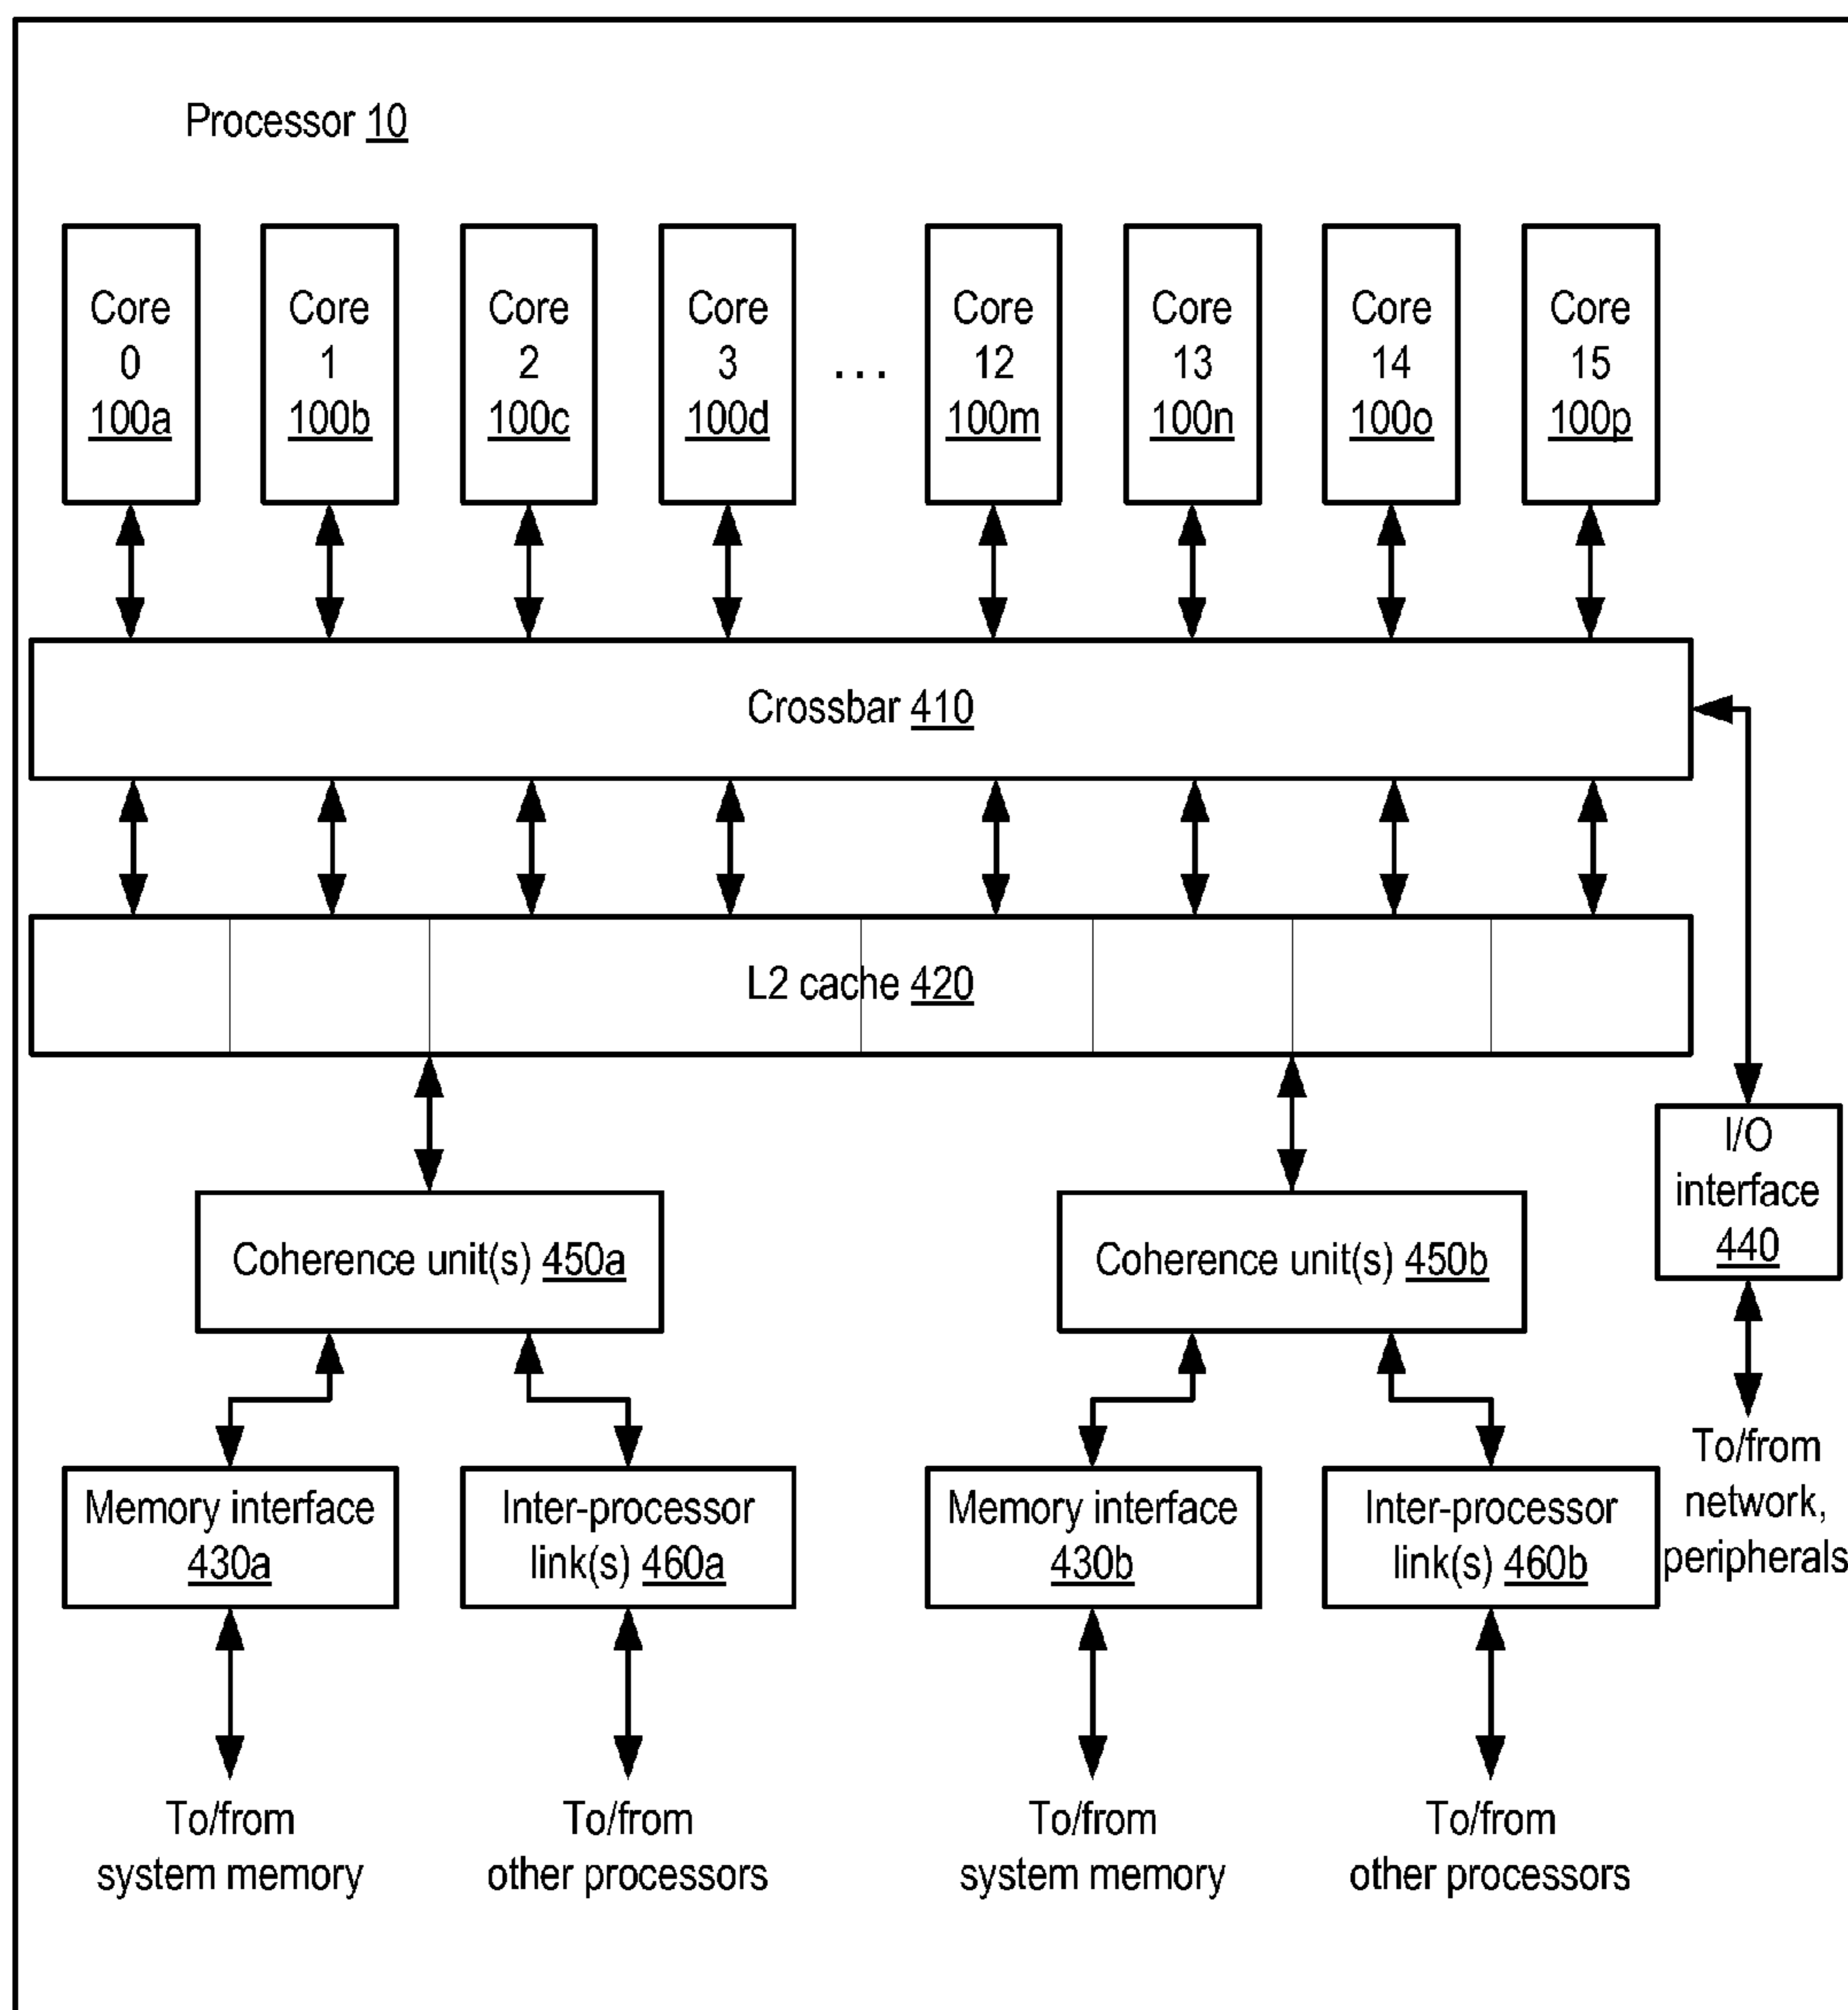 Processor 10
Core
0
100a
Core
1
100b
Core
2
100c
Core
3
100d
...
Core
12
100m
Core
13
100n
Core
14
100o
Core
15
100p
Crossbar 410
L2 cache 420
I/O
interface
440
Coherence unit(s) 450a
Coherence unit(s) 450b
To/from
network,
peripherals
Memory interface
430a
Inter-processor
link(s) 460a
Memory interface
430b
Inter-processor
link(s) 460b
To/from
system memory
To/from
other processors
To/from
system memory
To/from
other processors